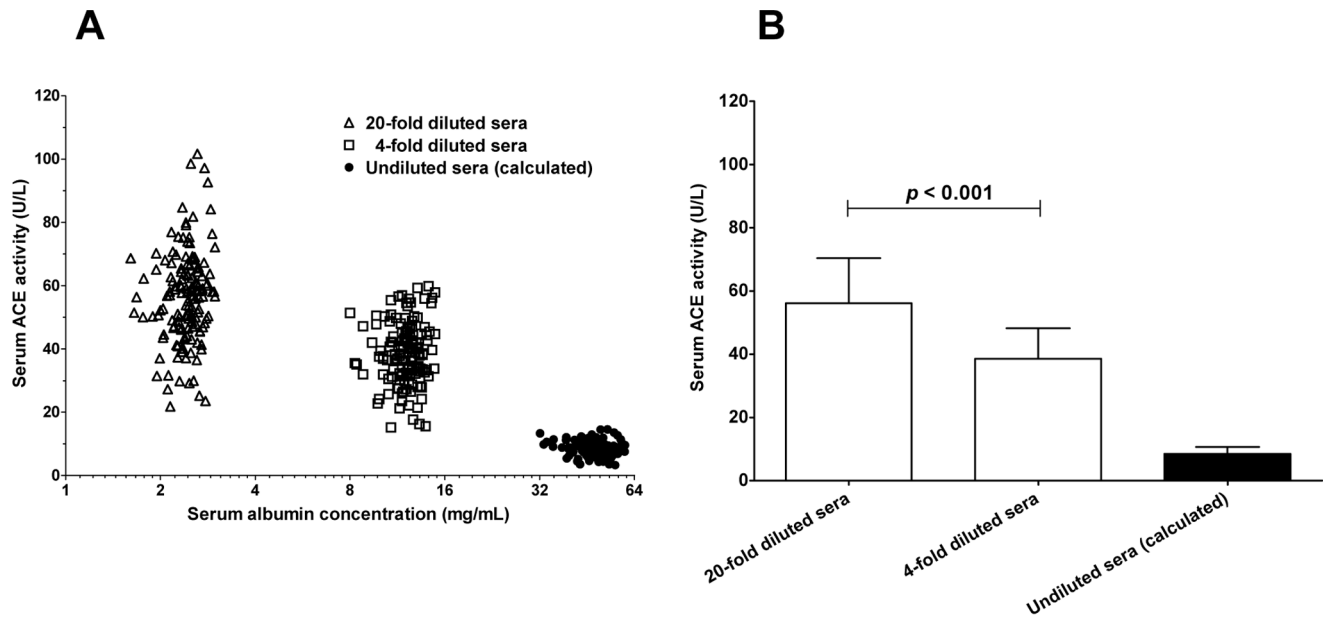 A
120
100
80
60
40
20
0
Serum ACE activity (U/L)
20-fold diluted sera
4-fold diluted sera
Undiluted sera (calculated)
1
2
4
8
16
32
64
Serum albumin concentration (mg/mL)
B
120
100
80
60
40
20
0
Serum ACE activity (U/L)
p < 0.001
20-fold diluted sera
4-fold diluted sera
Undiluted sera (calculated)